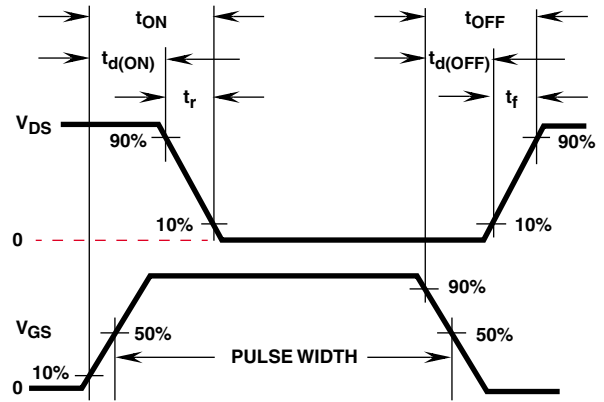 tON
tOFF
td(ON)
td(OFF)
tr
tf
VDS
90%
90%
10%
10%
0
90%
VGS
50%
50%
PULSE WIDTH
10%
0